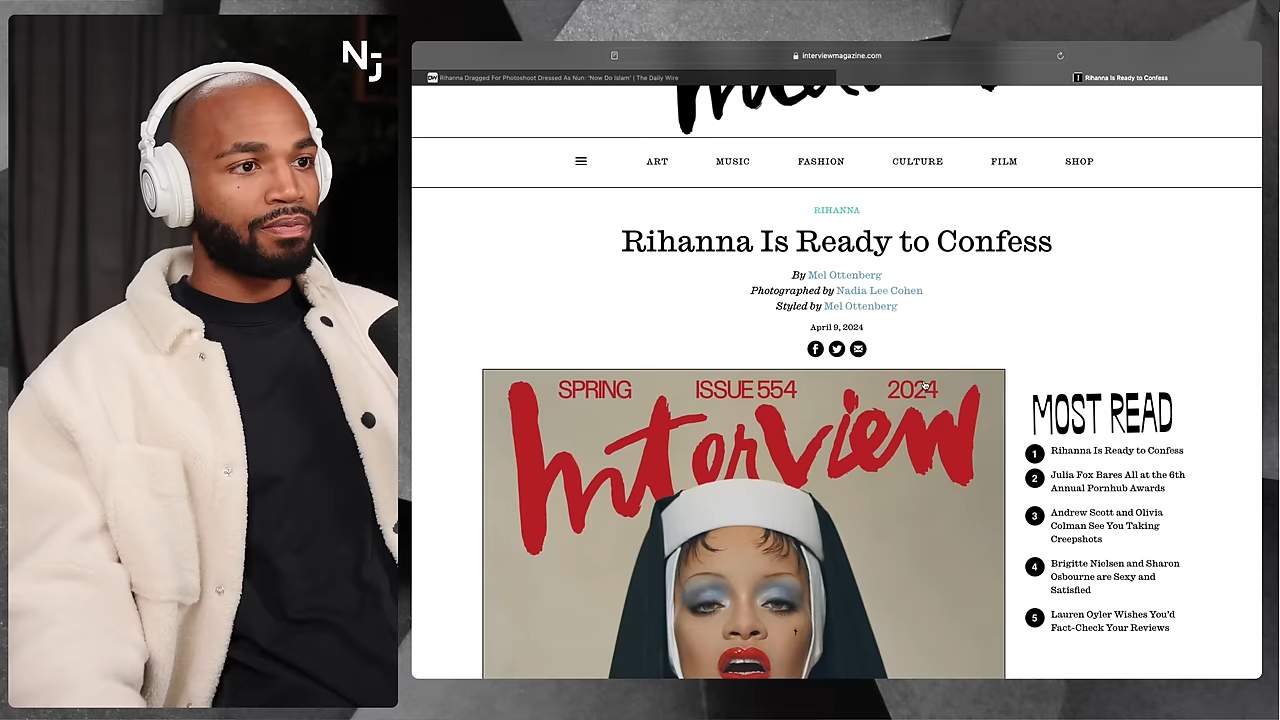 N-J
interviewmagazine.com
DW Rihanna Dragged For Photoshoot Dressed As Nun: 'Now Do Islam' | The Daily Wire
I Rihanna Is Ready to Confess
ART MUSIC FASHION CULTURE FILM SHOP
RIHANNA
Rihanna Is Ready to Confess
By Mel Ottenberg
Photographed by Nadia Lee Cohen
Styled by Mel Ottenberg
April 9, 2024
SPRING ISSUE 554 2024
Interview
MOST READ
1 Rihanna Is Ready to Confess
2 Julia Fox Bares All at the 6th
Annual Pornhub Awards
3 Andrew Scott and Olivia
Colman See You Taking
Creepshots
4 Brigitte Nielsen and Sharon
Osbourne are Sexy and
Satisfied
5 Lauren Oyler Wishes You'd
Fact-Check Your Reviews